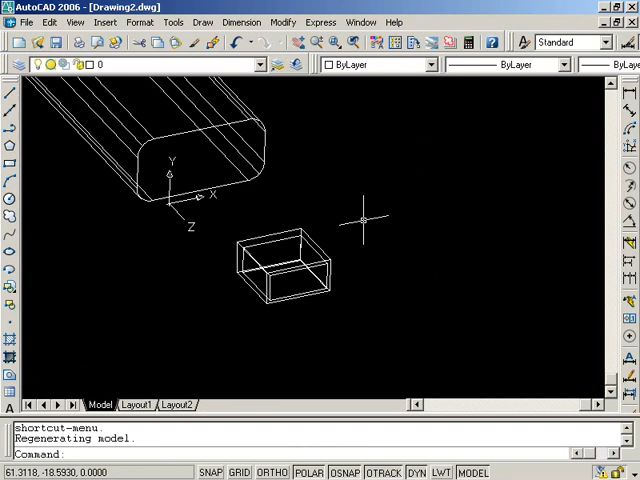 AutoCAD 2006 - [Drawing2.dwg]
File Edit View Insert Format Tools Draw Dimension Modify Express Window Help
Standard
0 ByLayer ByLayer
Y
X
Z
Model Layout1 Layout2
shortcut-menu.
Regenerating model.
Command:
61.3118, -18.5930, 0.0000 SNAP GRID ORTHO POLAR OSNAP OTRACK DYN LWT MODEL